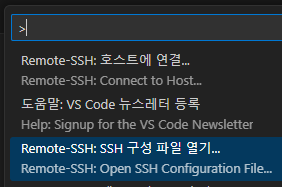 >
Remote-SSH: 호스트에 연결...
Remote-SSH: Connect to Host...
도움말: VS Code 뉴스레터 등록
Help: Signup for the VS Code Newsletter
Remote-SSH: SSH 구성 파일 열기...
Remote-SSH: Open SSH Configuration File...